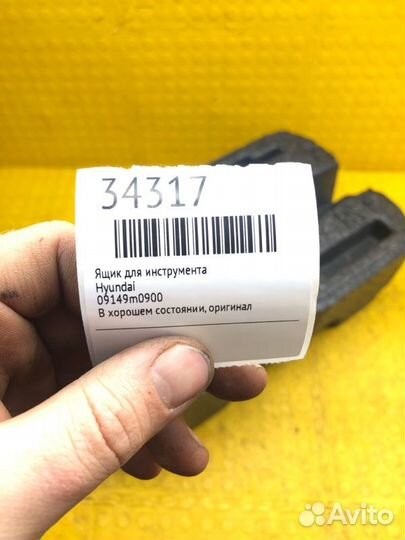 34317
Ящик для инструмента
Hyundai
09149m0900
В хорошем состоянии, оригинал
Avito